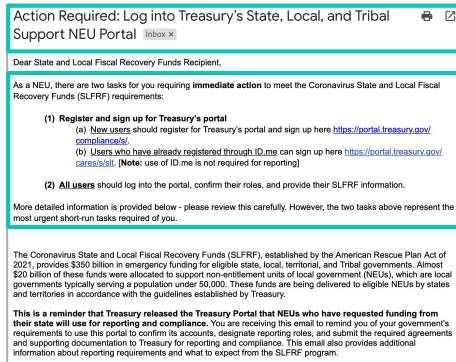 Action Required: Log into Treasury's State, Local, and Tribal
Support NEU Portal Inbox ×
Dear State and Local Fiscal Recovery Funds Recipient,
As a NEU, there are two tasks for you requiring immediate action to meet the Coronavirus State and Local Fiscal
Recovery Funds (SLFRF) requirements:
(1) Register and sign up for Treasury's portal
(a) New users should register for Treasury's portal and sign up here https://portal.treasury.gov/
compliance/s/.
(b) Users who have already registered through ID.me can sign up here https://portal.treasury.gov/
cares/s/slt. [Note: use of ID.me is not required for reporting]
(2) All users should log into the portal, confirm their roles, and provide their SLFRF information.
More detailed information is provided below - please review this carefully. However, the two tasks above represent the
most urgent short-run tasks required of you.
The Coronavirus State and Local Fiscal Recovery Funds (SLFRF), established by the American Rescue Plan Act of
2021, provides $350 billion in emergency funding for eligible state, local, territorial, and Tribal governments. Almost
$20 billion of these funds were allocated to support non-entitlement units of local government (NEUs), which are local
governments typically serving a population under 50,000. These funds are being delivered to eligible NEUs by states
and territories in accordance with the guidelines established by Treasury.
This is a reminder that Treasury released the Treasury Portal that NEUs who have requested funding from
their state will use for reporting and compliance. You are receiving this email to remind you of your government's
requirements to use this portal to confirm its accounts, designate reporting roles, and submit the required agreements
and supporting documentation to Treasury for reporting and compliance. This email also provides additional
information about reporting requirements and what to expect from the SLFRF program.